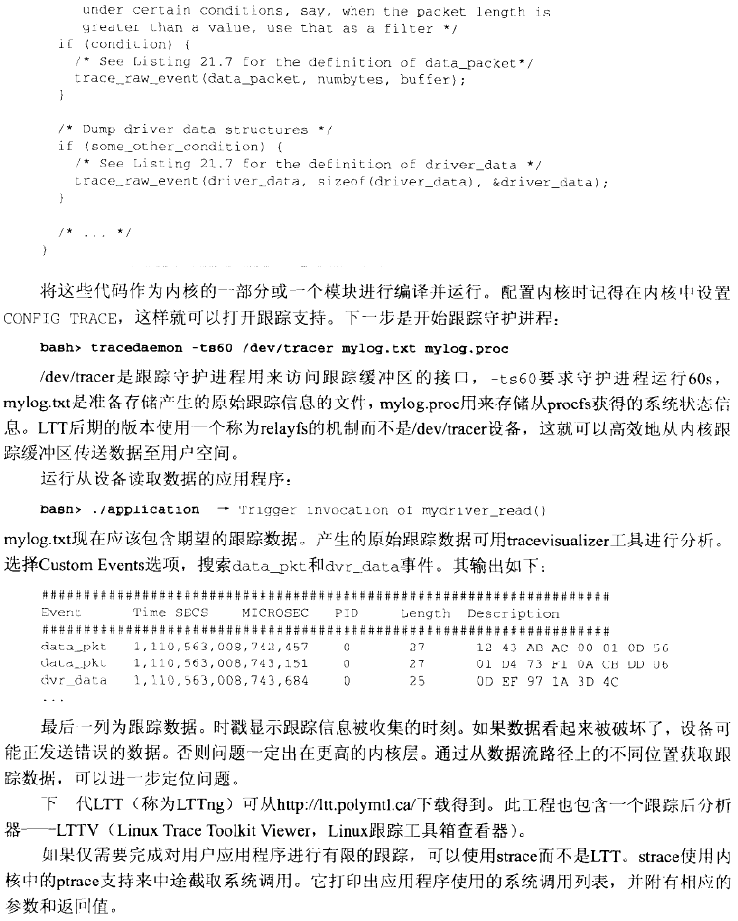 under certain conditions, say, when the packet length is
greater than a value, use that as a filter */
if (condition) {
/* See Listing 21.7 for the definition of data_packet*/
trace_raw_event(data_packet, numbytes, buffer);
}
/* Dump driver data structures */
if (some_other_condition) {
/* See Listing 21.7 for the definition of driver_data */
trace_raw_event(driver_data, sizeof(driver_data), &driver_data);
}
/* ... */
}
将这些代码作为内核的一部分或一个模块进行编译并运行。配置内核时记得在内核中设置
CONFIG TRACE，这样就可以打开跟踪支持。下一步是开始跟踪守护进程：
bash> tracedaemon -ts60 /dev/tracer mylog.txt mylog.proc
/dev/tracer是跟踪守护进程用来访问跟踪缓冲区的接口，-ts60要求守护进程运行60s，
mylog.txt是准备存储产生的原始跟踪信息的文件，mylog.proc用来存储从procfs获得的系统状态信
息。LTT后期的版本使用一个称为relayfs的机制而不是/dev/tracer设备，这就可以高效地从内核跟
踪缓冲区传送数据至用户空间。
运行从设备读取数据的应用程序：
bash> ./application → Trigger invocation of mydriver_read()
mylog.txt现在应该包含期望的跟踪数据。产生的原始跟踪数据可用tracevisualizer工具进行分析。
选择Custom Events选项，搜索data_pkt和dvr_data事件。其输出如下：
####################################################################
Event Time SECS MICROSEC PID Length Description
####################################################################
data_pkt 1,110,563,008,742,457 0 27 12 43 AB AC 00 01 0D 56
data_pkt 1,110,563,008,743,151 0 27 01 D4 73 F1 0A CB DD 06
dvr_data 1,110,563,008,743,684 0 25 0D EF 97 1A 3D 4C
...
最后一列为跟踪数据。时戳显示跟踪信息被收集的时刻。如果数据看起来被破坏了，设备可
能正发送错误的数据。否则问题一定出在更高的内核层。通过从数据流路径上的不同位置获取跟
踪数据，可以进一步定位问题。
下 代LTT（称为LTTng）可从http://ltt.polymtl.ca/下载得到。此工程也包含一个跟踪后分析
器——LTTV（Linux Trace Toolkit Viewer，Linux跟踪工具箱查看器）。
如果仅需要完成对用户应用程序进行有限的跟踪，可以使用strace而不是LTT。strace使用内
核中的ptrace支持来中途截取系统调用。它打印出应用程序使用的系统调用列表，并附有相应的
参数和返回值。